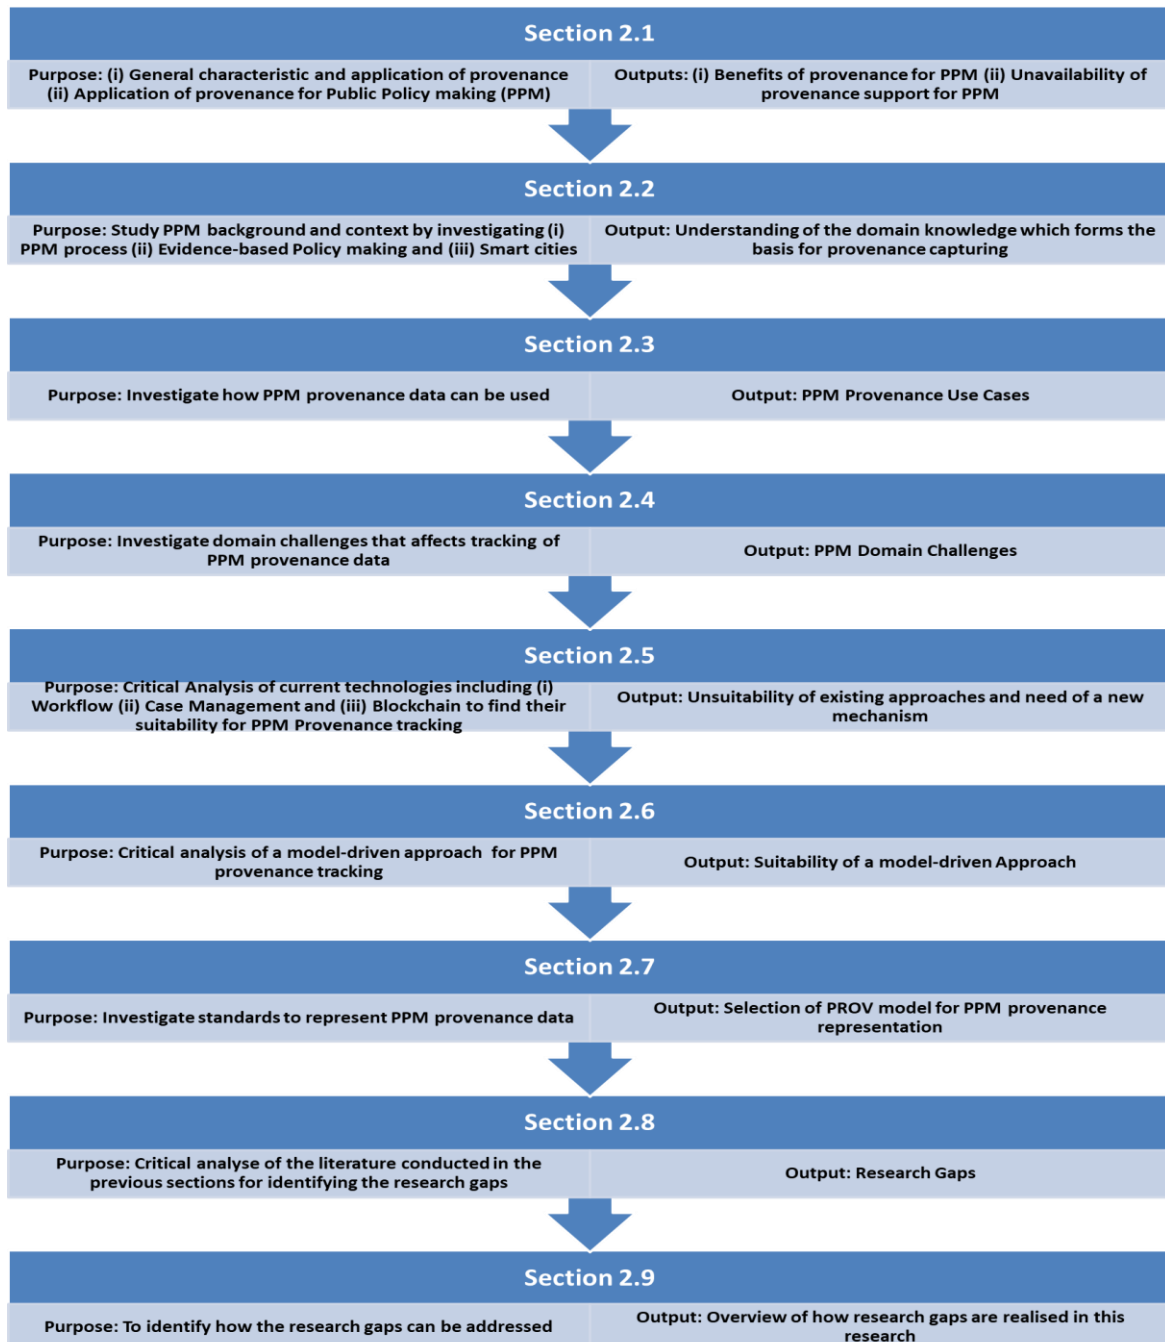 Section 2.1
Purpose: (i) General characteristic and application of provenance
(ii) Application of provenance for Public Policy making (PPM)
Outputs: (i) Benefits of provenance for PPM (ii) Unavailability of
provenance support for PPM
Section 2.2
Purpose: Study PPM background and context by investigating (i)
PPM process (ii) Evidence-based Policy making and (iii) Smart cities
Output: Understanding of the domain knowledge which forms the
basis for provenance capturing
Section 2.3
Purpose: Investigate how PPM provenance data can be used
Output: PPM Provenance Use Cases
Section 2.4
Purpose: Investigate domain challenges that affects tracking of
PPM provenance data
Output: PPM Domain Challenges
Section 2.5
Purpose: Critical Analysis of current technologies including (i)
Workflow (ii) Case Management and (iii) Blockchain to find their
suitability for PPM Provenance tracking
Output: Unsuitability of existing approaches and need of a new
mechanism
Section 2.6
Purpose: Critical analysis of a model-driven approach for PPM
provenance tracking
Output: Suitability of a model-driven Approach
Section 2.7
Purpose: Investigate standards to represent PPM provenance data
Output: Selection of PROV model for PPM provenance
representation
Section 2.8
Purpose: Critical analyse of the literature conducted in the
previous sections for identifying the research gaps
Output: Research Gaps
Section 2.9
Purpose: To identify how the research gaps can be addressed
Output: Overview of how research gaps are realised in this
research